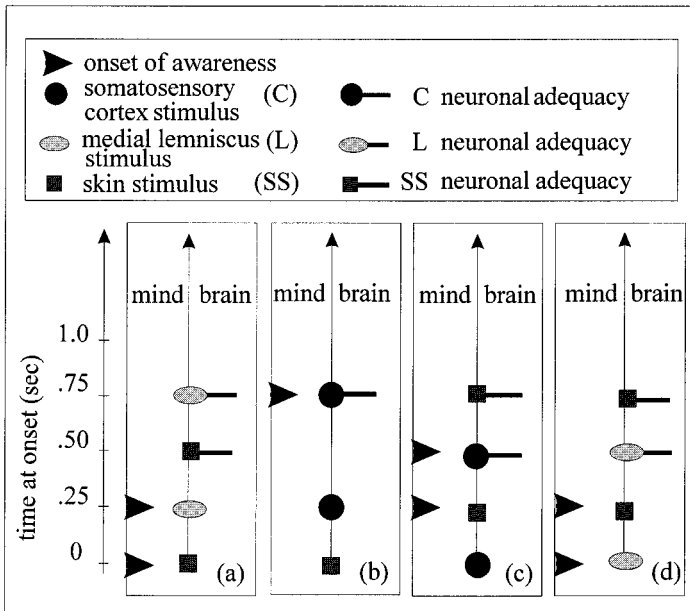 onset of awareness
somatosensory (C) C neuronal adequacy
cortex stimulus
medial lemniscus (L) L neuronal adequacy
stimulus
skin stimulus (SS) SS neuronal adequacy
mind brain mind brain mind brain mind brain
time at onset (sec)
1.0
.75
.50
.25
0
(a) (b) (c) (d)